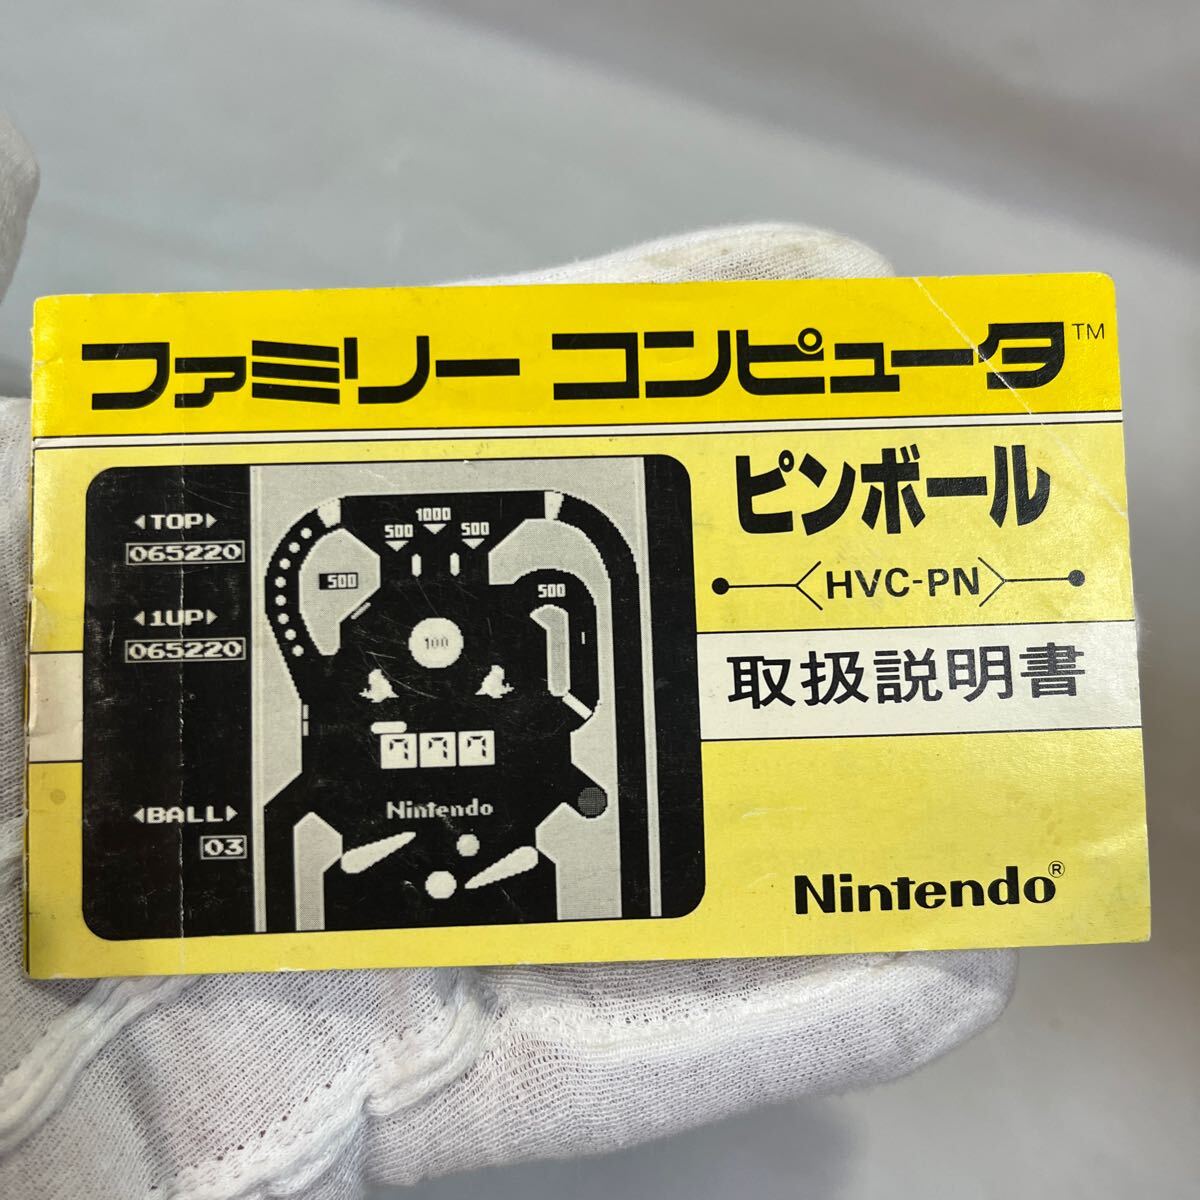 ファミリー コンピュータ™
ピンボール
HVC-PN
取扱説明書
Nintendo®
◀TOP▶
065220
◀1UP▶
065220
◀BALL▶
03
1000
500 500
500
500
100
777
Nintendo